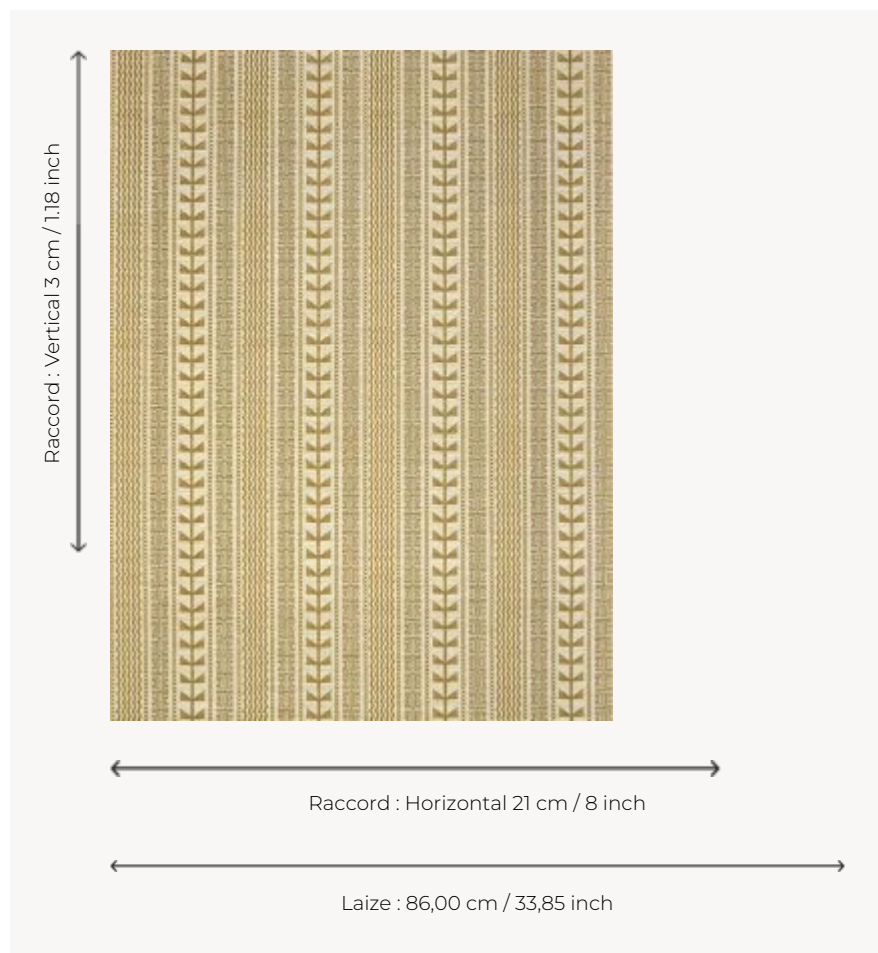 Raccord : Vertical 3 cm / 1.18 inch
Raccord : Horizontal 21 cm / 8 inch
Laize : 86,00 cm / 33,85 inch